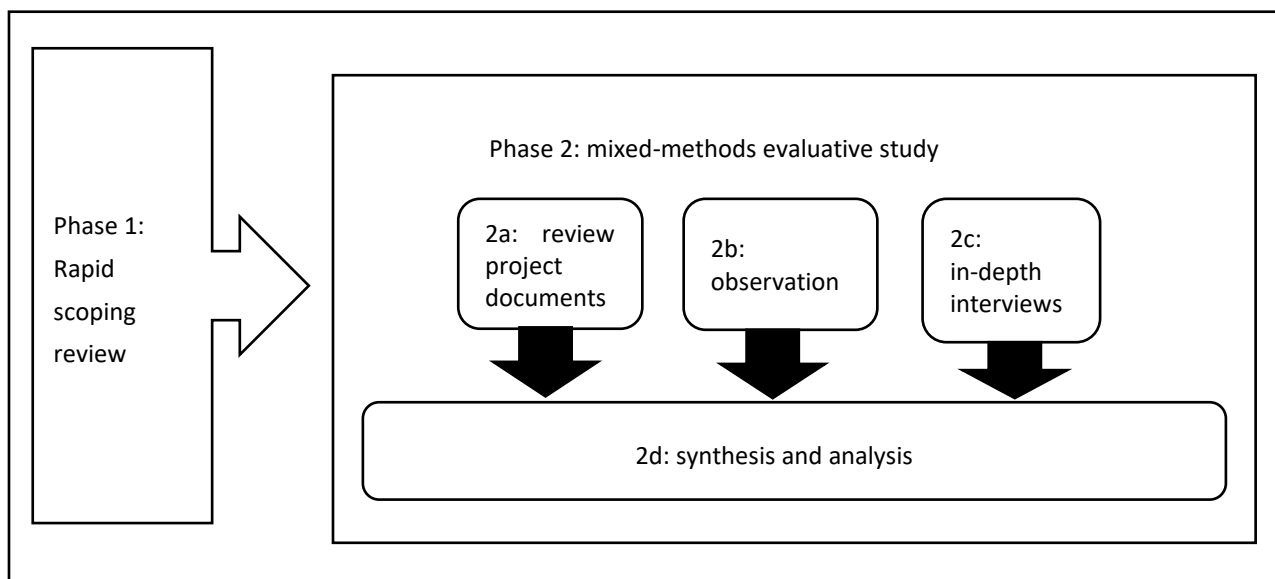 Phase 1:
Rapid
scoping
review
Phase 2: mixed-methods evaluative study
2a: review
project
documents
2b:
observation
2c:
in-depth
interviews
2d: synthesis and analysis